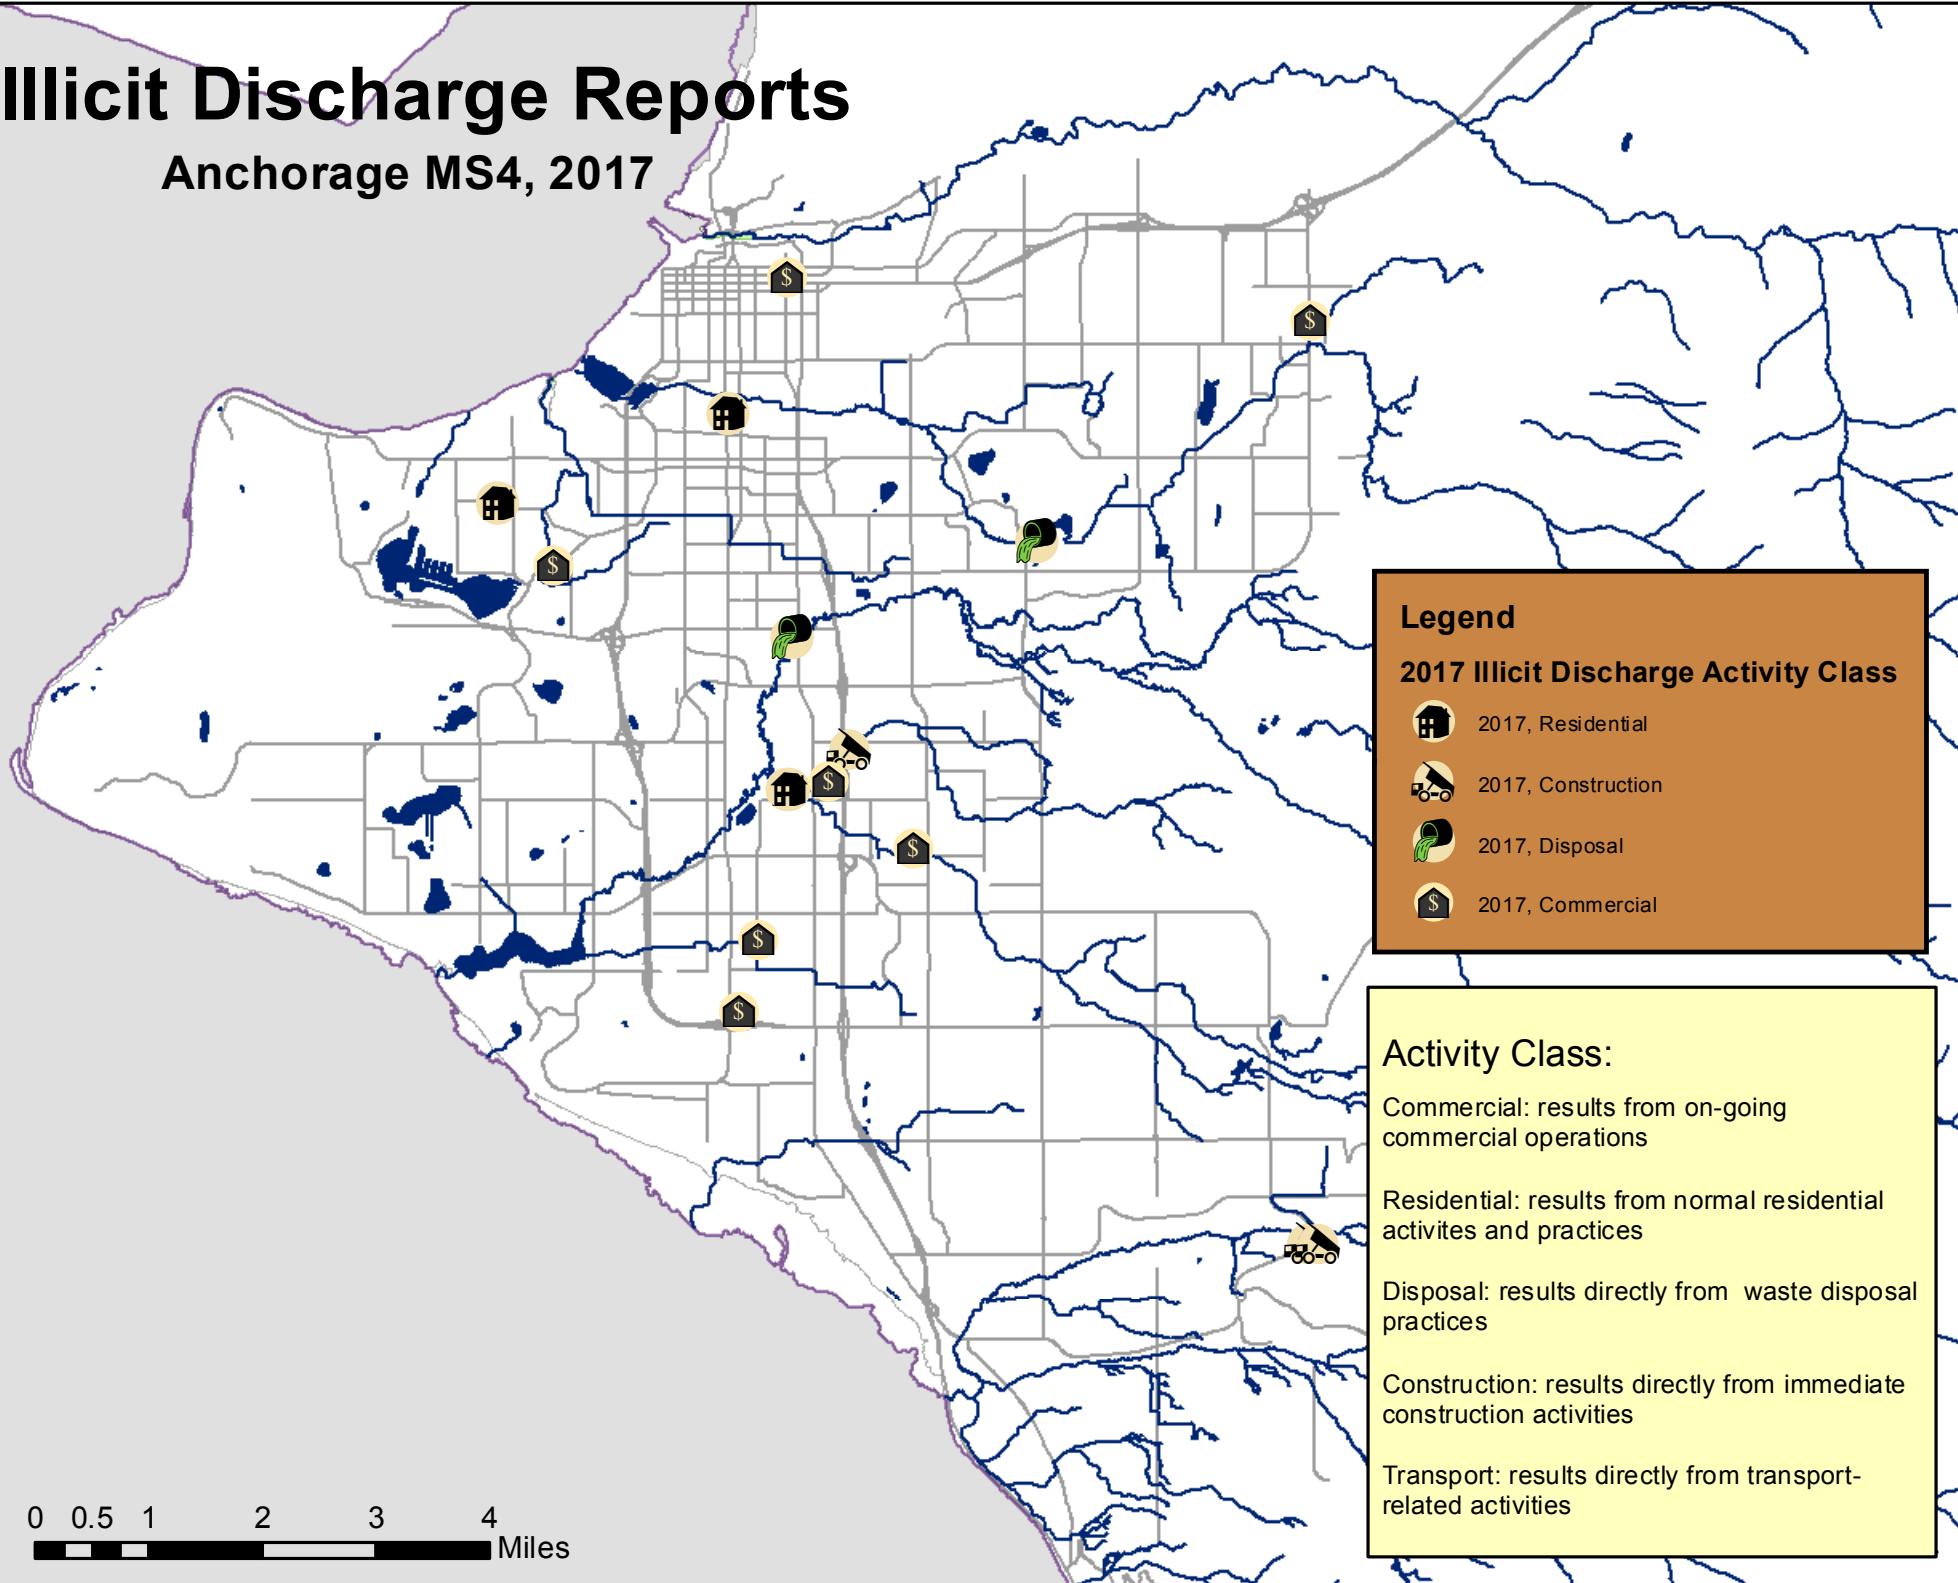 Illicit Discharge Reports
Anchorage MS4, 2017
$
$
$
$
$
$
$
Legend
2017 Illicit Discharge Activity Class
2017, Residential
2017, Construction
2017, Disposal
$ 2017, Commercial
Activity Class:
Commercial: results from on-going
commercial operations
Residential: results from normal residential
activites and practices
Disposal: results directly from  waste disposal
practices
Construction: results directly from immediate
construction activities
Transport: results directly from transport-
related activities
0 0.5 1 2 3 4
Miles